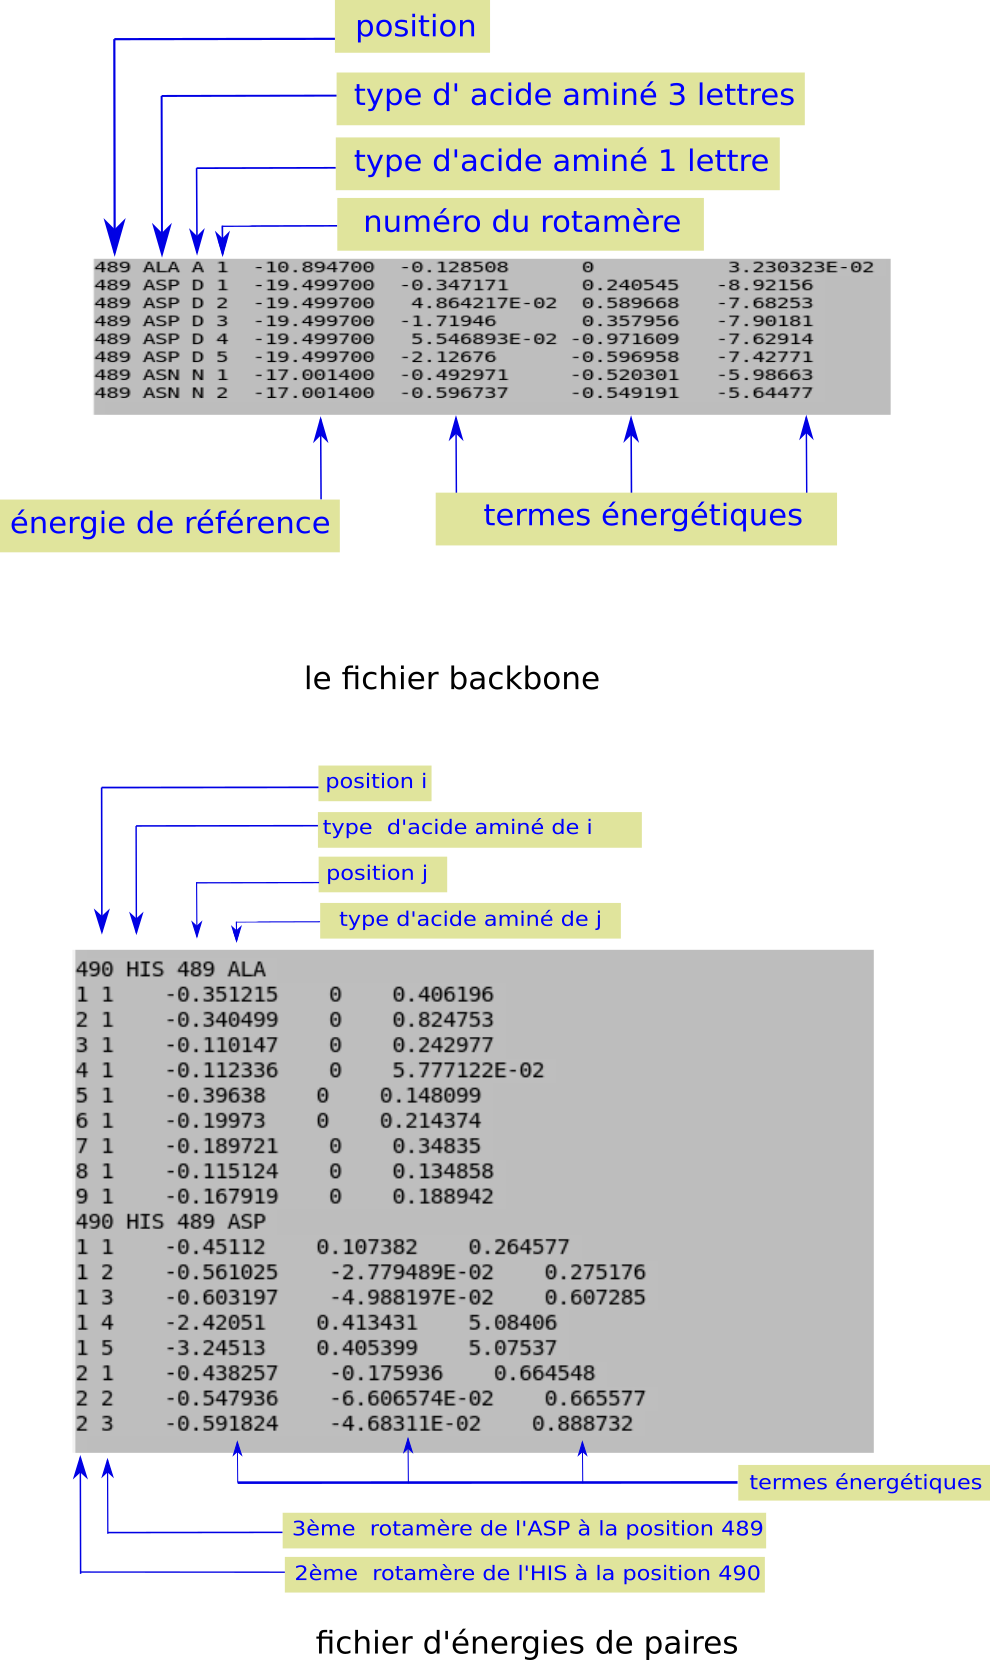 position
type d' acide aminé 3 lettres
type d'acide aminé 1 lettre
numéro du rotamère
489 ALA A 1 -10.894700 -0.128508 0 3.230323E-02
489 ASP D 1 -19.499700 -0.347171 0.240545 -8.92156
489 ASP D 2 -19.499700 4.864217E-02 0.589668 -7.68253
489 ASP D 3 -19.499700 -1.71946 0.357956 -7.90181
489 ASP D 4 -19.499700 5.546893E-02 -0.971609 -7.62914
489 ASP D 5 -19.499700 -2.12676 -0.596958 -7.42771
489 ASN N 1 -17.001400 -0.492971 -0.520301 -5.98663
489 ASN N 2 -17.001400 -0.596737 -0.549191 -5.64477
énergie de référence
termes énergétiques
le fichier backbone
position i
type d'acide aminé de i
position j
type d'acide aminé de j
490 HIS 489 ALA
1 1 -0.351215 0 0.406196
2 1 -0.340499 0 0.824753
3 1 -0.110147 0 0.242977
4 1 -0.112336 0 5.777122E-02
5 1 -0.39638 0 0.148099
6 1 -0.19973 0 0.214374
7 1 -0.189721 0 0.34835
8 1 -0.115124 0 0.134858
9 1 -0.167919 0 0.188942
490 HIS 489 ASP
1 1 -0.45112 0.107382 0.264577
1 2 -0.561025 -2.779489E-02 0.275176
1 3 -0.603197 -4.988197E-02 0.607285
1 4 -2.42051 0.413431 5.08406
1 5 -3.24513 0.405399 5.07537
2 1 -0.438257 -0.175936 0.664548
2 2 -0.547936 -6.606574E-02 0.665577
2 3 -0.591824 -4.68311E-02 0.888732
termes énergétiques
3ème rotamère de l'ASP à la position 489
2ème rotamère de l'HIS à la position 490
fichier d'énergies de paires